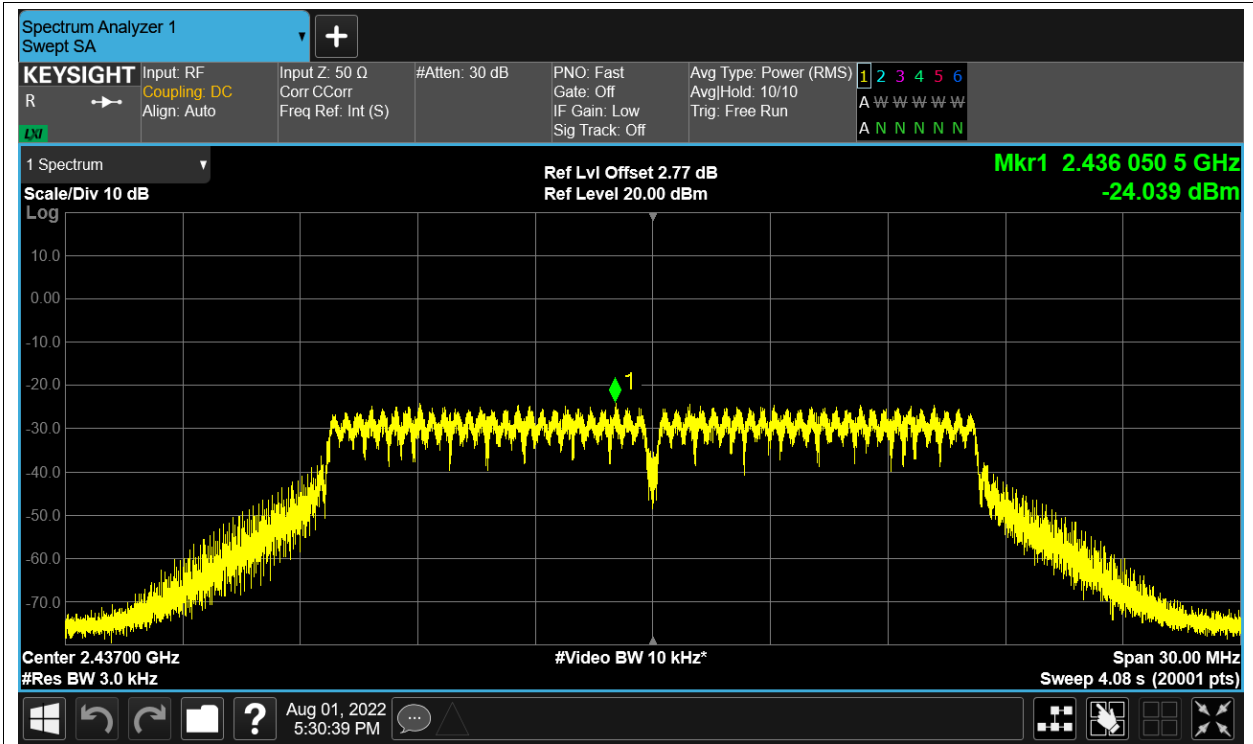 Spectrum Analyzer 1
Swept SA
KEYSIGHT
R
LXI
Input: RF
Coupling: DC
Align: Auto
Input Z: 50 Ω
Corr CCorr
Freq Ref: Int (S)
#Atten: 30 dB
PNO: Fast
Gate: Off
IF Gain: Low
Sig Track: Off
Avg Type: Power (RMS)
Avg|Hold: 10/10
Trig: Free Run
1 2 3 4 5 6
A W W W W W
A N N N N N
1 Spectrum
Scale/Div 10 dB
Log
Ref Lvl Offset 2.77 dB
Ref Level 20.00 dBm
Mkr1 2.436 050 5 GHz
-24.039 dBm
10.0
0.00
-10.0
-20.0
1
-30.0
-40.0
-50.0
-60.0
-70.0
Center 2.43700 GHz
#Video BW 10 kHz*
Span 30.00 MHz
#Res BW 3.0 kHz
Sweep 4.08 s (20001 pts)
?
Aug 01, 2022
5:30:39 PM